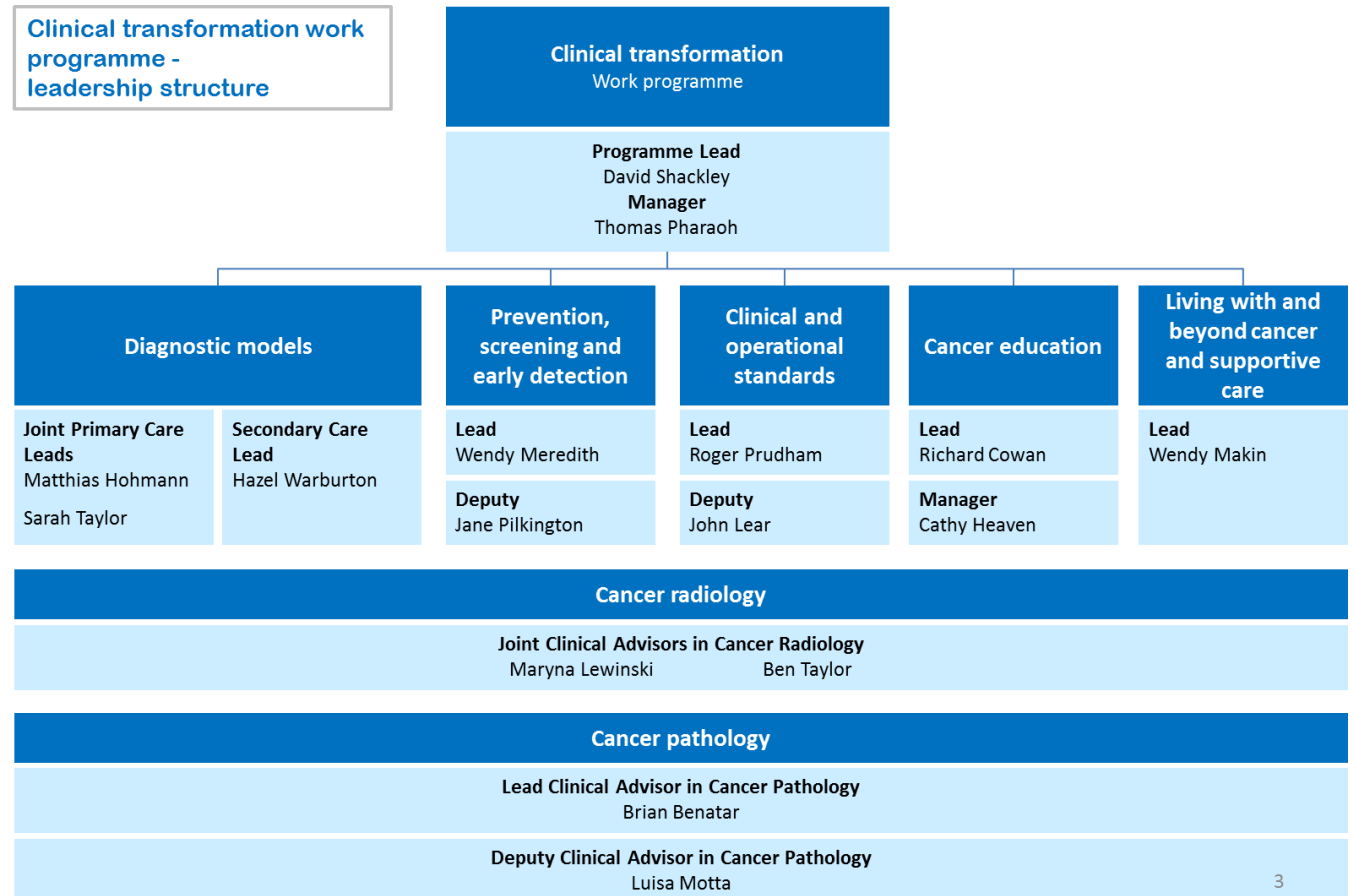 Clinical transformation work
programme -
leadership structure
Clinical transformation
Work programme
Programme Lead
David Shackley
Manager
Thomas Pharaoh
Diagnostic models
Joint Primary Care
Leads
Matthias Hohmann
Sarah Taylor
Secondary Care
Lead
Hazel Warburton
Prevention,
screening and
early detection
Lead
Wendy Meredith
Deputy
Jane Pilkington
Clinical and
operational
standards
Lead
Roger Prudham
Deputy
John Lear
Cancer education
Lead
Richard Cowan
Manager
Cathy Heaven
Living with and
beyond cancer
and supportive
care
Lead
Wendy Makin
Cancer radiology
Joint Clinical Advisors in Cancer Radiology
Maryna Lewinski Ben Taylor
Cancer pathology
Lead Clinical Advisor in Cancer Pathology
Brian Benatar
Deputy Clinical Advisor in Cancer Pathology
Luisa Motta
3